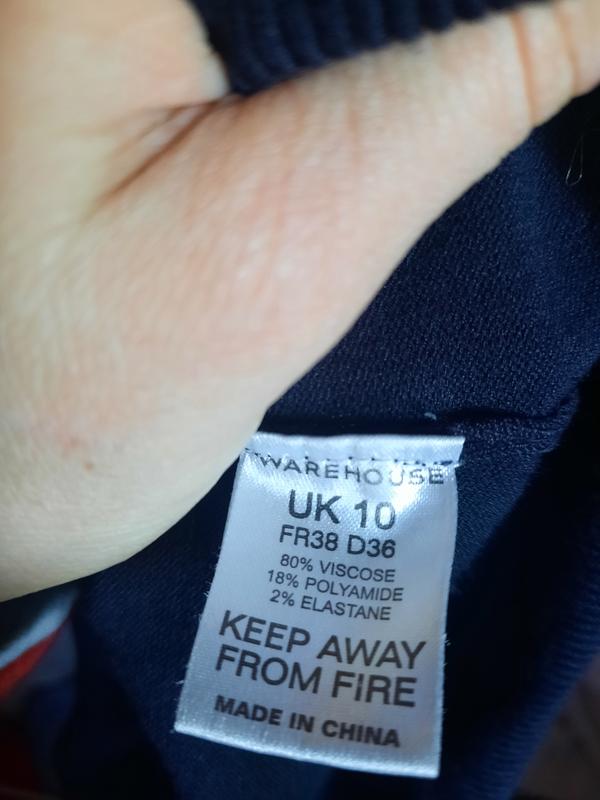 WAREHOUSE
UK 10
FR38 D36
80% VISCOSE
18% POLYAMIDE
2% ELASTANE
KEEP AWAY
FROM FIRE
MADE IN CHINA